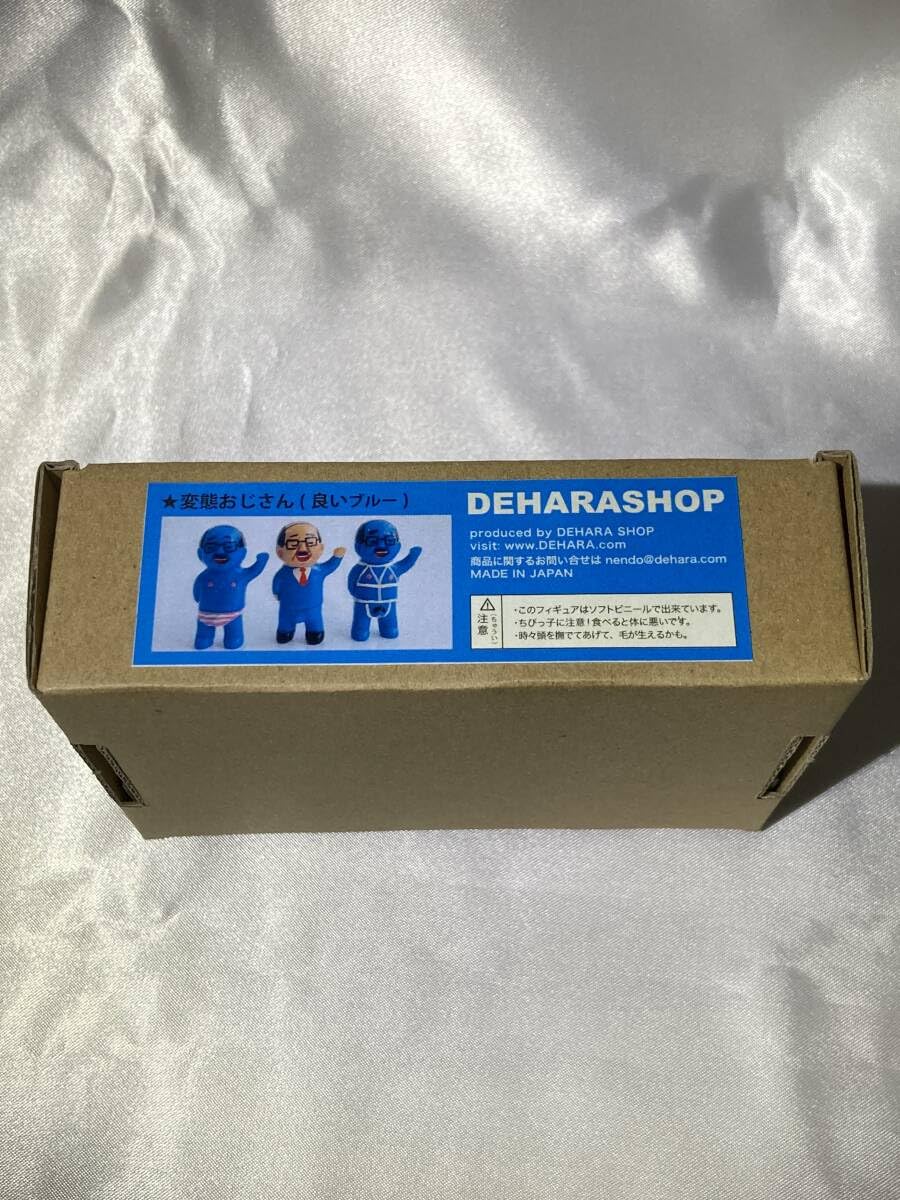 ★変態おじさん(良いブルー)
DEHARASHOP
produced by DEHARA SHOP
visit: www.DEHARA.com
商品に関するお問い合せは nendo@dehara.com
MADE IN JAPAN
注意
(ちゅうい)
・このフィギュアはソフトビニールで出来ています。
・ちびっ子に注意!食べると体に悪いです。
・時々頭を撫でてあげて、毛が生えるかも。